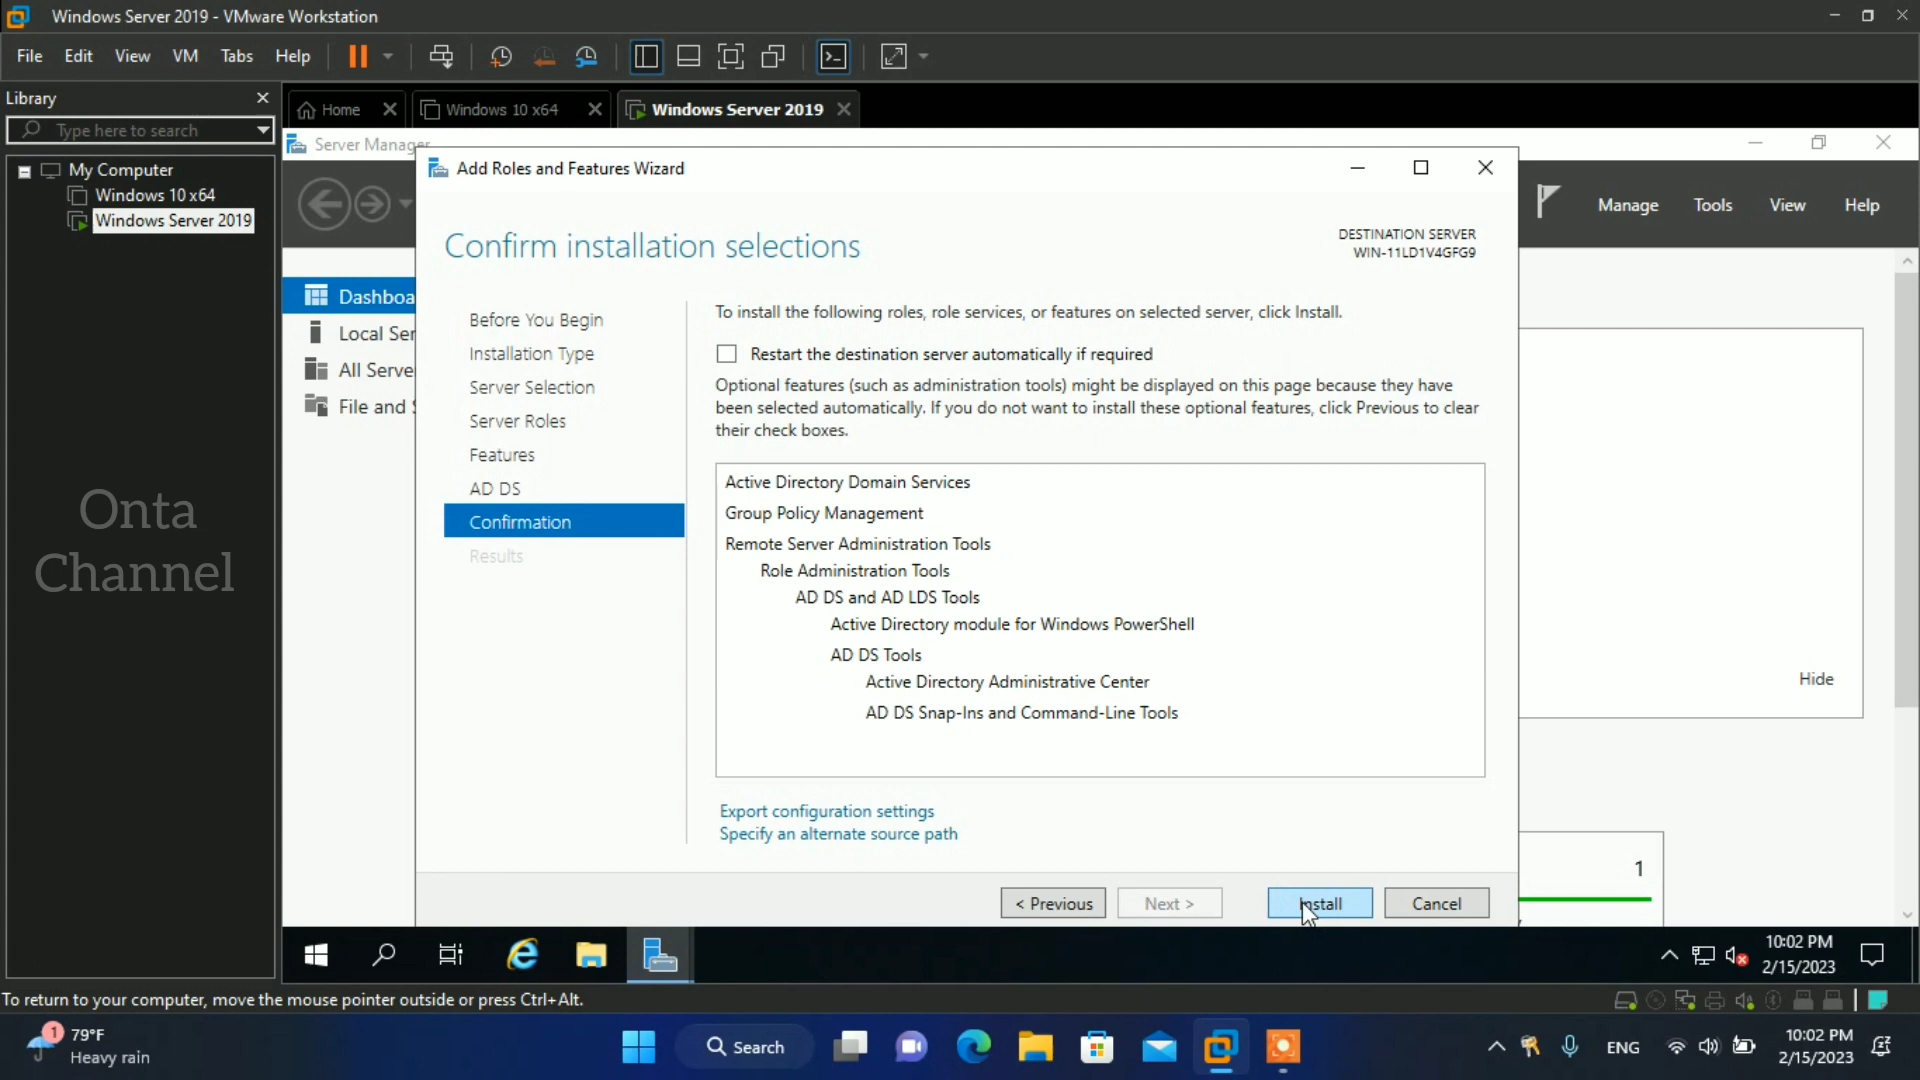 Windows Server 2019 - VMware Workstation
File Edit View VM Tabs Help
Library
Type here to search
My Computer
Windows 10 x64
Windows Server 2019
Home
Windows 10 x64
Windows Server 2019
Server Manager
Manage Tools View Help
Dashboa
Local Ser
All Serve
File and S
Add Roles and Features Wizard
Confirm installation selections
DESTINATION SERVER
WIN-11LD1V4GFG9
Before You Begin
Installation Type
Server Selection
Server Roles
Features
AD DS
Confirmation
Results
To install the following roles, role services, or features on selected server, click Install.
Restart the destination server automatically if required
Optional features (such as administration tools) might be displayed on this page because they have
been selected automatically. If you do not want to install these optional features, click Previous to clear
their check boxes.
Active Directory Domain Services
Group Policy Management
Remote Server Administration Tools
Role Administration Tools
AD DS and AD LDS Tools
Active Directory module for Windows PowerShell
AD DS Tools
Active Directory Administrative Center
AD DS Snap-Ins and Command-Line Tools
Export configuration settings
Specify an alternate source path
< Previous
Next >
Install
Cancel
Hide
1
Onta
Channel
10:02 PM
2/15/2023
To return to your computer, move the mouse pointer outside or press Ctrl+Alt.
1
79°F
Heavy rain
Search
ENG
10:02 PM
2/15/2023